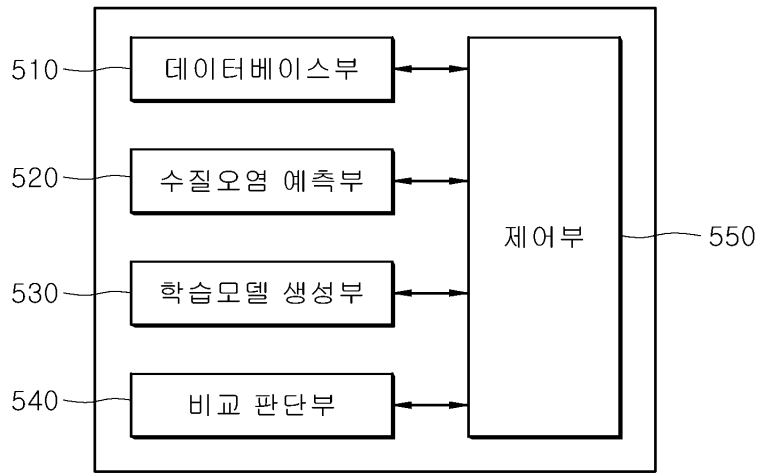 510
데이터베이스부
520
수질오염 예측부
제어부
550
530
학습모델 생성부
540
비교 판단부